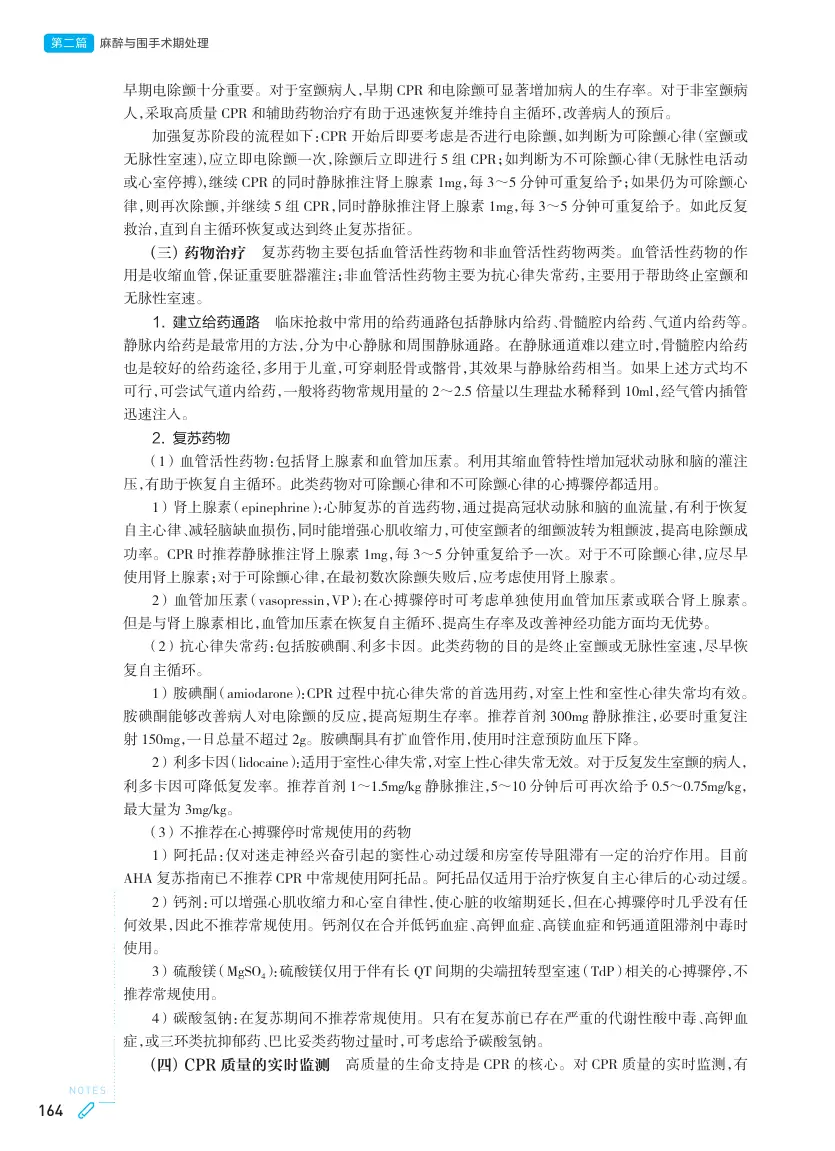 第二篇 麻醉与围手术期处理
早期电除颤十分重要。对于室颤病人,早期 CPR 和电除颤可显著增加病人的生存率。对于非室颤病
人,采取高质量 CPR 和辅助药物治疗有助于迅速恢复并维持自主循环,改善病人的预后。
加强复苏阶段的流程如下:CPR 开始后即要考虑是否进行电除颤,如判断为可除颤心律(室颤或
无脉性室速),应立即电除颤一次,除颤后立即进行 5 组 CPR;如判断为不可除颤心律(无脉性电活动
或心室停搏),继续 CPR 的同时静脉推注肾上腺素 1mg,每 3～5 分钟可重复给予;如果仍为可除颤心
律,则再次除颤,并继续 5 组 CPR,同时静脉推注肾上腺素 1mg,每 3～5 分钟可重复给予。如此反复
救治,直到自主循环恢复或达到终止复苏指征。
(三)药物治疗 复苏药物主要包括血管活性药物和非血管活性药物两类。血管活性药物的作
用是收缩血管,保证重要脏器灌注;非血管活性药物主要为抗心律失常药,主要用于帮助终止室颤和
无脉性室速。
1. 建立给药通路 临床抢救中常用的给药通路包括静脉内给药、骨髓腔内给药、气道内给药等。
静脉内给药是最常用的方法,分为中心静脉和周围静脉通路。在静脉通道难以建立时,骨髓腔内给药
也是较好的给药途径,多用于儿童,可穿刺胫骨或髂骨,其效果与静脉给药相当。如果上述方式均不
可行,可尝试气道内给药,一般将药物常规用量的 2～2.5 倍量以生理盐水稀释到 10ml,经气管内插管
迅速注入。
2. 复苏药物
(1)血管活性药物:包括肾上腺素和血管加压素。利用其缩血管特性增加冠状动脉和脑的灌注
压,有助于恢复自主循环。此类药物对可除颤心律和不可除颤心律的心搏骤停都适用。
1)肾上腺素(epinephrine):心肺复苏的首选药物,通过提高冠状动脉和脑的血流量,有利于恢复
自主心律、减轻脑缺血损伤,同时能增强心肌收缩力,可使室颤者的细颤波转为粗颤波,提高电除颤成
功率。CPR 时推荐静脉推注肾上腺素 1mg,每 3～5 分钟重复给予一次。对于不可除颤心律,应尽早
使用肾上腺素;对于可除颤心律,在最初数次除颤失败后,应考虑使用肾上腺素。
2)血管加压素(vasopressin,VP):在心搏骤停时可考虑单独使用血管加压素或联合肾上腺素。
但是与肾上腺素相比,血管加压素在恢复自主循环、提高生存率及改善神经功能方面均无优势。
(2)抗心律失常药:包括胺碘酮、利多卡因。此类药物的目的是终止室颤或无脉性室速,尽早恢
复自主循环。
1)胺碘酮(amiodarone):CPR 过程中抗心律失常的首选用药,对室上性和室性心律失常均有效。
胺碘酮能够改善病人对电除颤的反应,提高短期生存率。推荐首剂 300mg 静脉推注,必要时重复注
射 150mg,一日总量不超过 2g。胺碘酮具有扩血管作用,使用时注意预防血压下降。
2)利多卡因(lidocaine):适用于室性心律失常,对室上性心律失常无效。对于反复发生室颤的病人,
利多卡因可降低复发率。推荐首剂 1～1.5mg/kg 静脉推注,5～10 分钟后可再次给予 0.5～0.75mg/kg,
最大量为 3mg/kg。
(3)不推荐在心搏骤停时常规使用的药物
1)阿托品:仅对迷走神经兴奋引起的窦性心动过缓和房室传导阻滞有一定的治疗作用。目前
AHA 复苏指南已不推荐 CPR 中常规使用阿托品。阿托品仅适用于治疗恢复自主心律后的心动过缓。
2)钙剂:可以增强心肌收缩力和心室自律性,使心脏的收缩期延长,但在心搏骤停时几乎没有任
何效果,因此不推荐常规使用。钙剂仅在合并低钙血症、高钾血症、高镁血症和钙通道阻滞剂中毒时
使用。
3)硫酸镁(MgSO₄):硫酸镁仅用于伴有长 QT 间期的尖端扭转型室速(TdP)相关的心搏骤停,不
推荐常规使用。
4)碳酸氢钠:在复苏期间不推荐常规使用。只有在复苏前已存在严重的代谢性酸中毒、高钾血
症,或三环类抗抑郁药、巴比妥类药物过量时,可考虑给予碳酸氢钠。
(四)CPR 质量的实时监测 高质量的生命支持是 CPR 的核心。对 CPR 质量的实时监测,有
NOTES
164